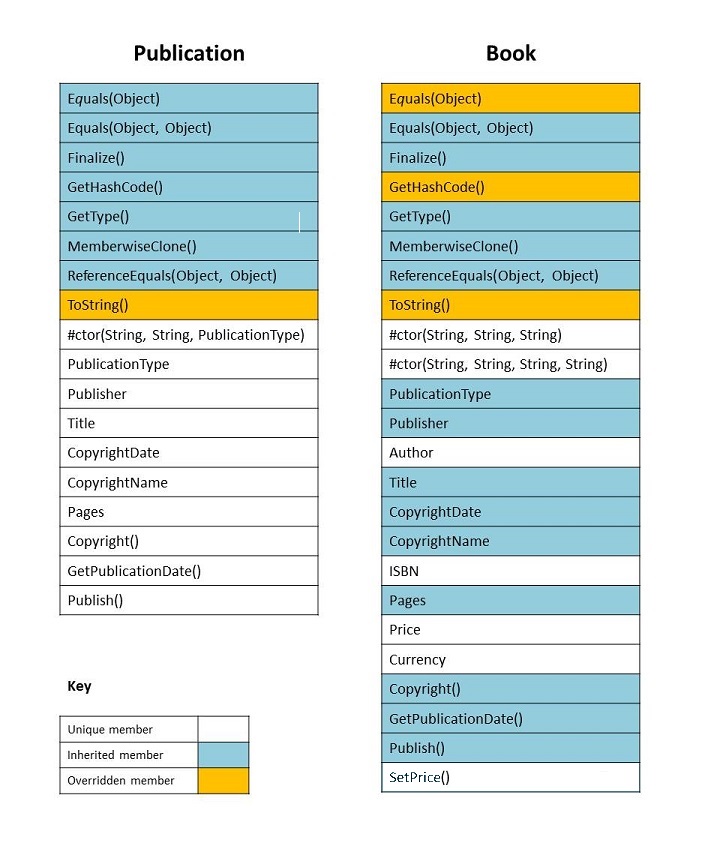 Publication
Equals(Object)
Equals(Object, Object)
Finalize()
GetHashCode()
GetType()
MemberwiseClone()
ReferenceEquals(Object, Object)
ToString()
#ctor(String, String, PublicationType)
PublicationType
Publisher
Title
CopyrightDate
CopyrightName
Pages
Copyright()
GetPublicationDate()
Publish()
Key
Unique member
Inherited member
Overridden member
Book
Equals(Object)
Equals(Object, Object)
Finalize()
GetHashCode()
GetType()
MemberwiseClone()
ReferenceEquals(Object, Object)
ToString()
#ctor(String, String, String)
#ctor(String, String, String, String)
PublicationType
Publisher
Author
Title
CopyrightDate
CopyrightName
ISBN
Pages
Price
Currency
Copyright()
GetPublicationDate()
Publish()
SetPrice()